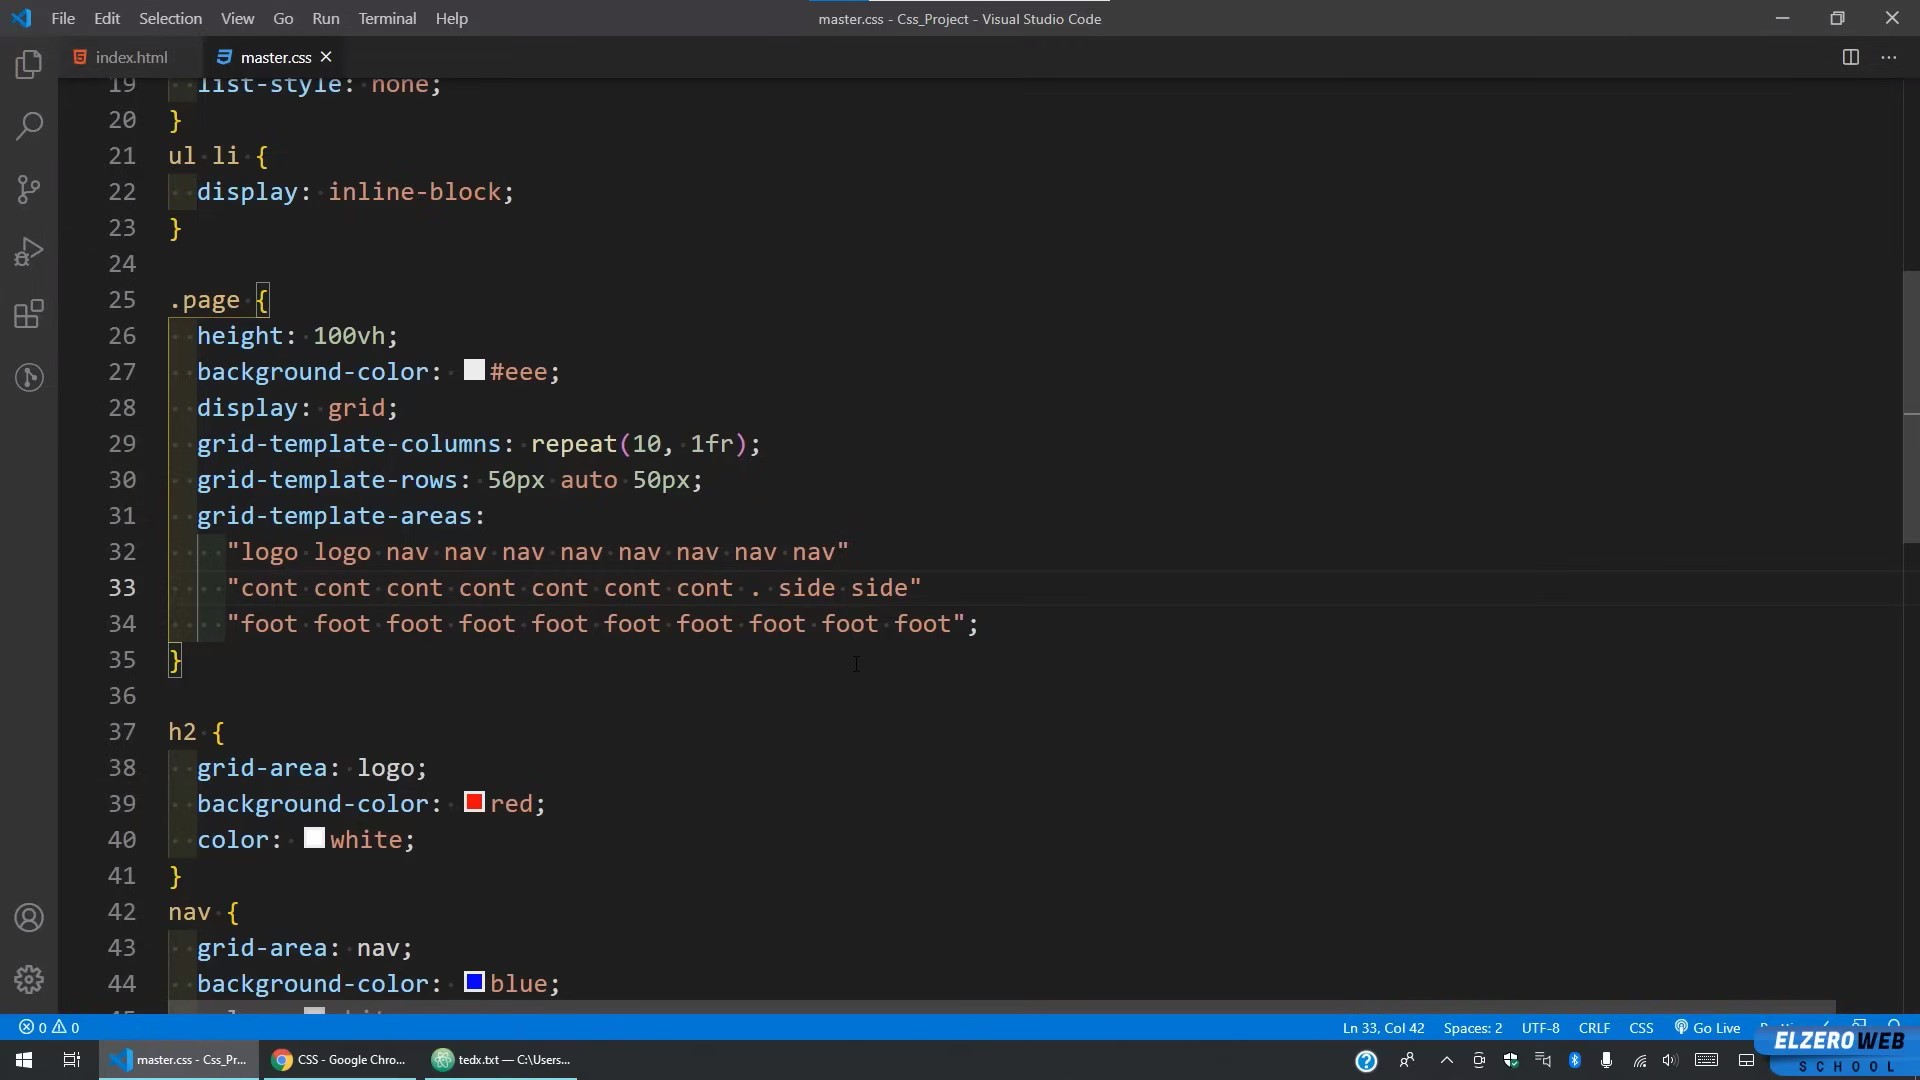 File Edit Selection View Go Run Terminal Help
master.css - Css_Project - Visual Studio Code
index.html
master.css
19 list-style: none;
20 }
21 ul li {
22 display: inline-block;
23 }
24
25 .page {
26 height: 100vh;
27 background-color: #eee;
28 display: grid;
29 grid-template-columns: repeat(10, 1fr);
30 grid-template-rows: 50px auto 50px;
31 grid-template-areas:
32 "logo logo nav nav nav nav nav nav nav nav"
33 "cont cont cont cont cont cont cont . side side"
34 "foot foot foot foot foot foot foot foot foot foot";
35 }
36
37 h2 {
38 grid-area: logo;
39 background-color: red;
40 color: white;
41 }
42 nav {
43 grid-area: nav;
44 background-color: blue;
0 0 Ln 33, Col 42 Spaces: 2 UTF-8 CRLF CSS Go Live
master.css - Css_Pr... CSS - Google Chro... tedx.txt — C:\Users...
ELZEROWEB
SCHOOL